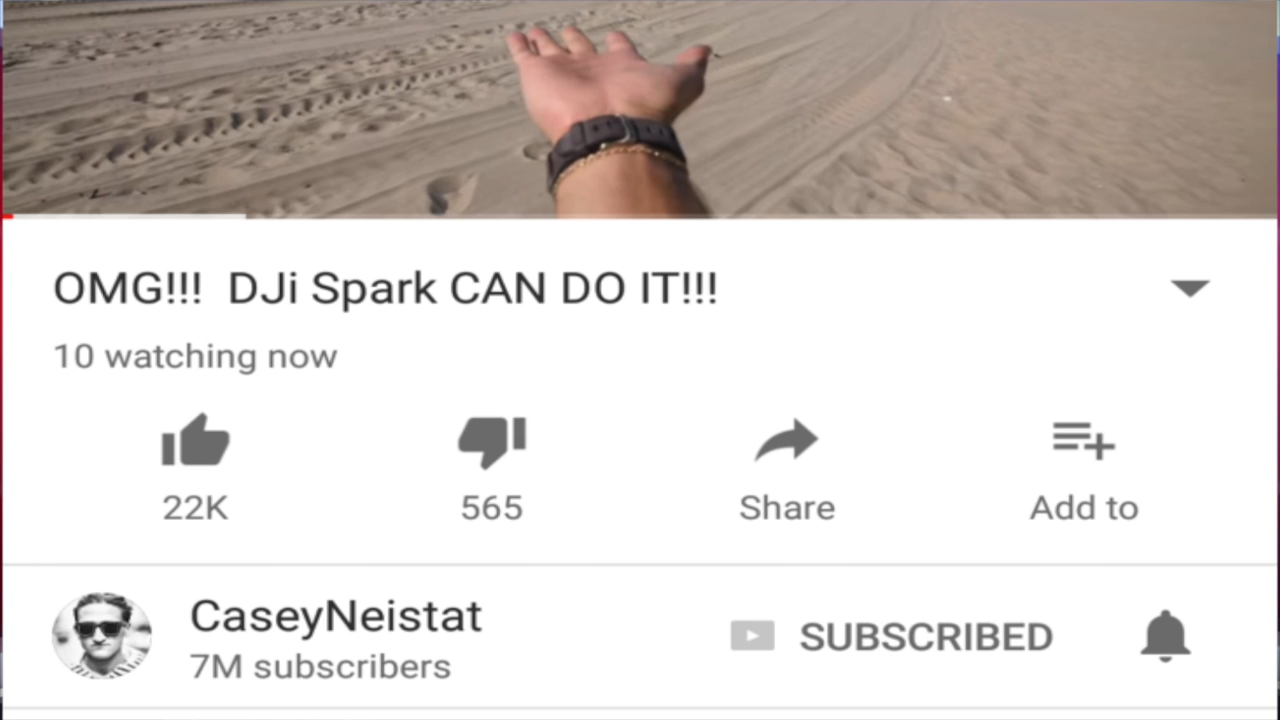 OMG!!! DJi Spark CAN DO IT!!!
10 watching now
22K 565 Share Add to
CaseyNeistat
7M subscribers
SUBSCRIBED